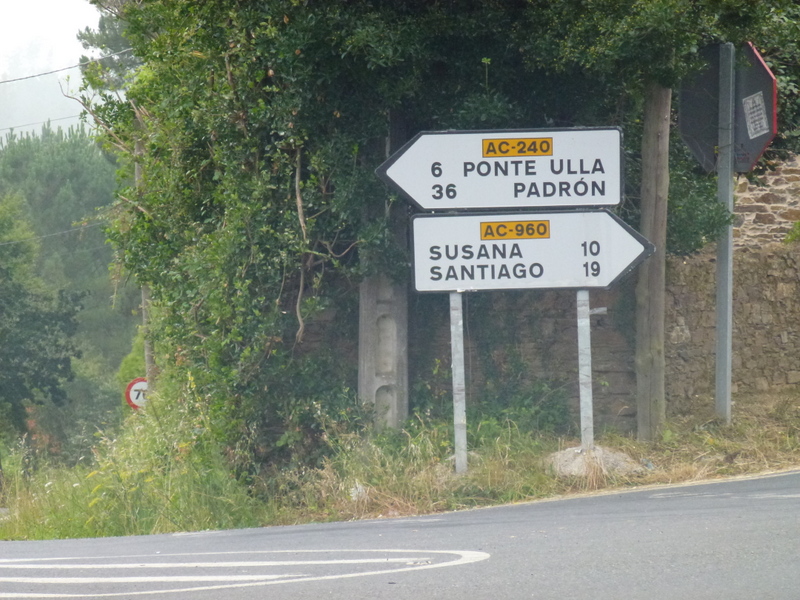 AC-240
6 PONTE ULLA
36 PADRÓN
AC-960
SUSANA 10
SANTIAGO 19
70